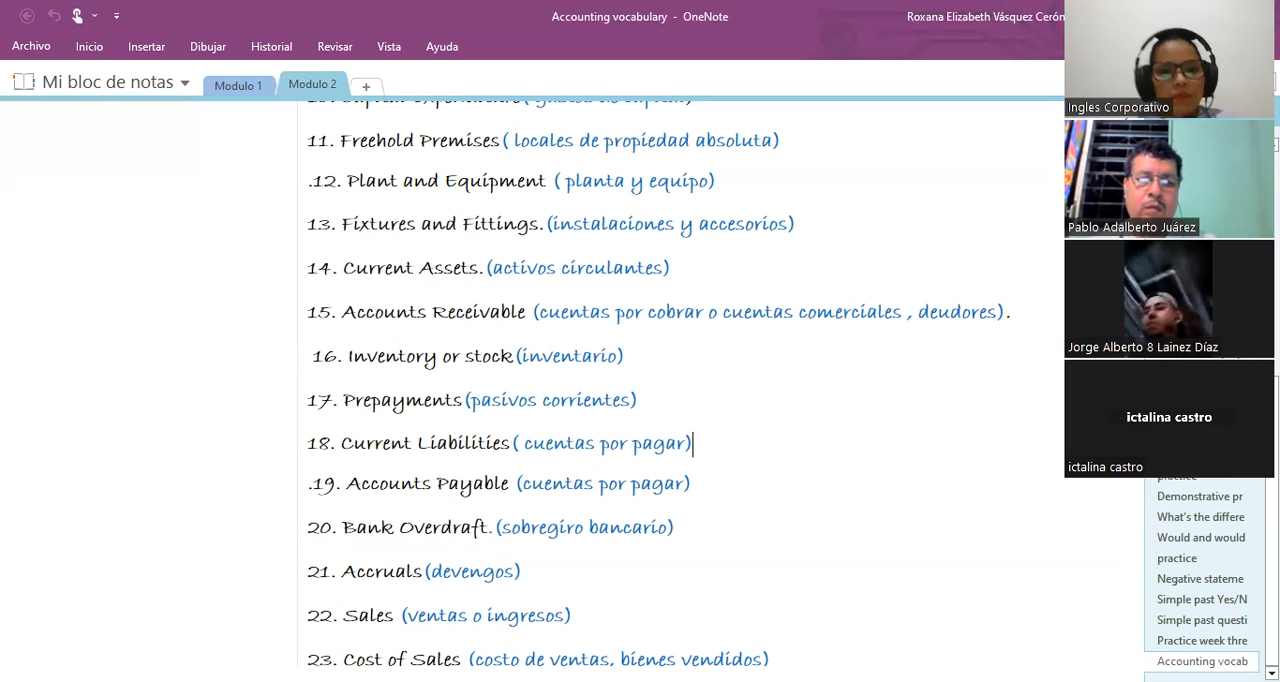 Accounting vocabulary - OneNote
Roxana Elizabeth Vásquez Cerón
Archivo Inicio Insertar Dibujar Historial Revisar Vista Ayuda
Mi bloc de notas Modulo 1 Modulo 2 +
11. Freehold Premises ( locales de propiedad absoluta)
.12. Plant and Equipment ( planta y equipo)
13. Fixtures and Fittings. (instalaciones y accesorios)
14. Current Assets. (activos circulantes)
15. Accounts Receivable (cuentas por cobrar o cuentas comerciales , deudores).
16. Inventory or stock (inventario)
17. Prepayments (pasivos corrientes)
18. Current Liabilities ( cuentas por pagar)
.19. Accounts Payable (cuentas por pagar)
20. Bank Overdraft. (sobregiro bancario)
21. Accruals (devengos)
22. Sales (ventas o ingresos)
23. Cost of Sales (costo de ventas, bienes vendidos)
Ingles Corporativo
Pablo Adalberto Juárez
Jorge Alberto 8 Lainez Díaz
ictalina castro
ictalina castro
practice
Demonstrative pr
What's the differe
Would and would
practice
Negative stateme
Simple past Yes/N
Simple past questi
Practice week thre
Accounting vocab